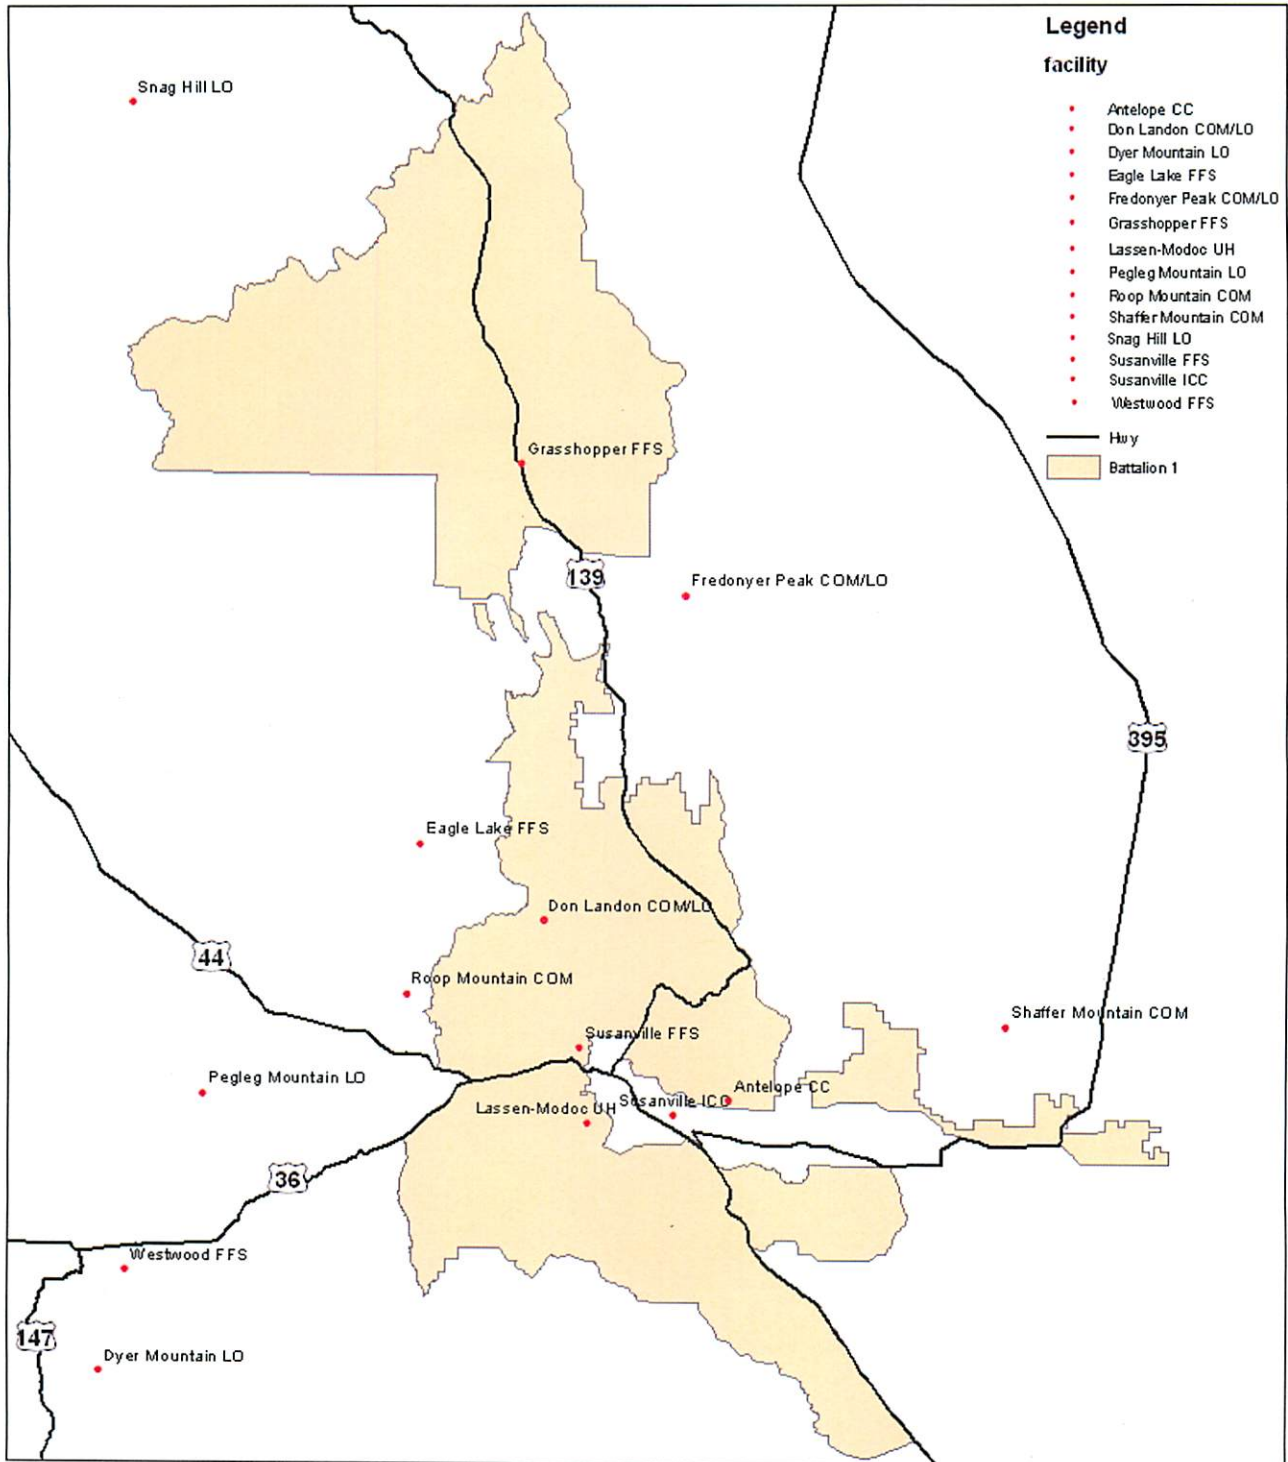 Legend
facility
Antelope CC
Don Landon COM/LO
Dyer Mountain LO
Eagle Lake FFS
Fredonyer Peak COM/LO
Grasshopper FFS
Lassen-Modoc UH
Pegleg Mountain LO
Roop Mountain COM
Shaffer Mountain COM
Snag Hill LO
Susanville FFS
Susanville ICC
Westwood FFS
Hwy
Battalion 1
Snag Hill LO
Grasshopper FFS
139
Fredonyer Peak COM/LO
395
Eagle Lake FFS
Don Landon COM/LO
44
Roop Mountain COM
Shaffer Mountain COM
Susanville FFS
Pegleg Mountain LO
Antelope CC
Lassen-Modoc UH
Susanville ICC
36
Westwood FFS
147
Dyer Mountain LO